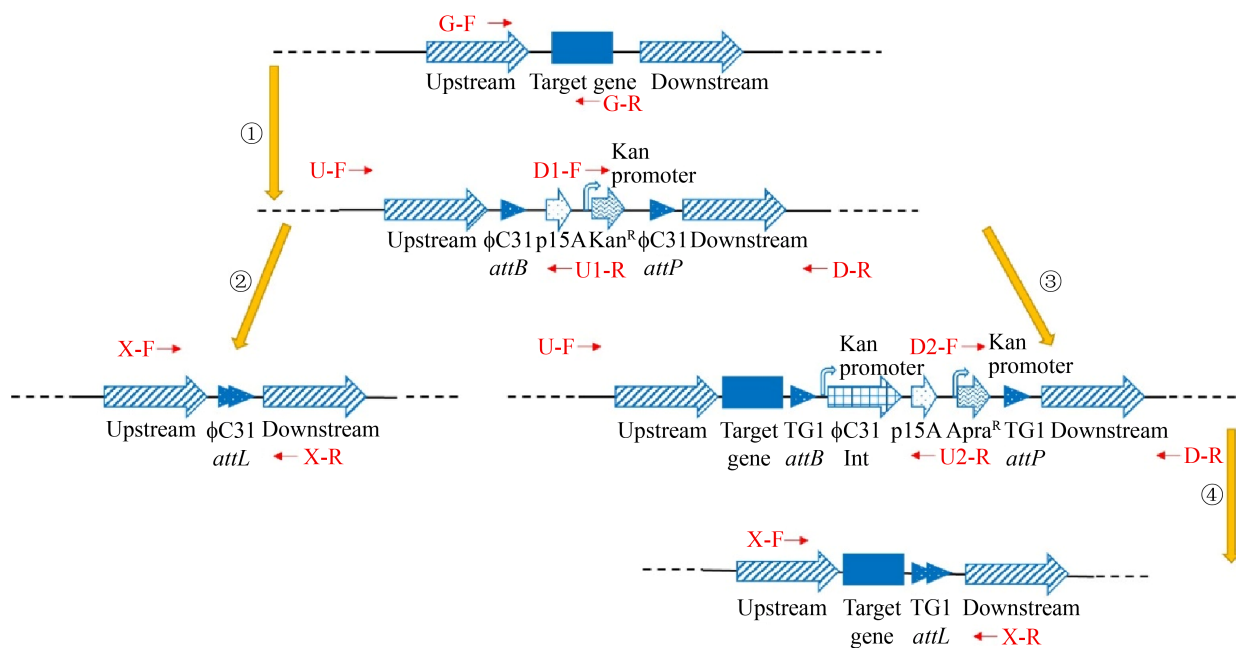 G-F
Upstream Target gene Downstream
G-R
①
Kan
promoter
U-F
D1-F
Upstream ϕC31 p15A Kanᴿ ϕC31 Downstream
attB U1-R attP
D-R
②
③
X-F
U-F
D2-F
Kan
promoter
Kan
promoter
Upstream ϕC31 Downstream
attL X-R
Upstream Target TG1 ϕC31 p15A Apraᴿ TG1 Downstream
gene attB Int U2-R attP
D-R
④
X-F
Upstream Target TG1 Downstream
gene attL X-R